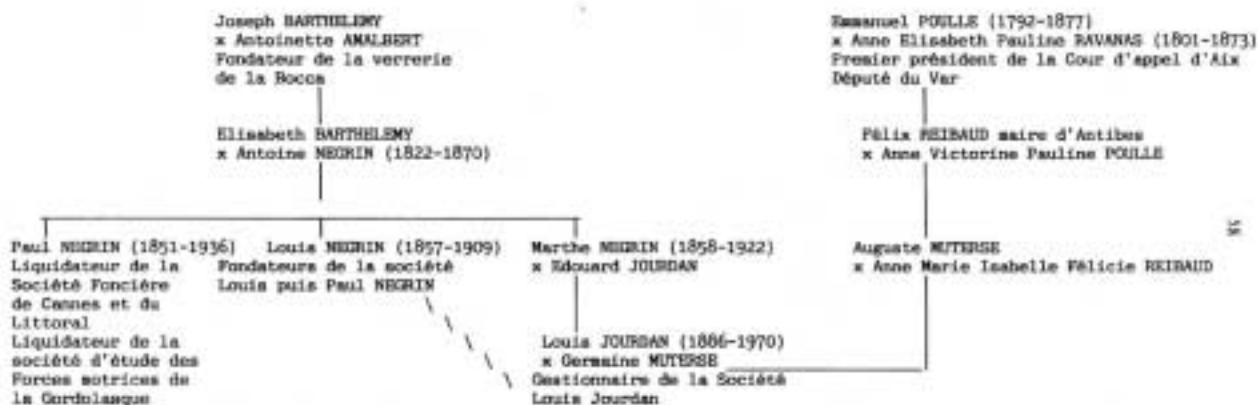 Joseph BARTHELEMY
x Antoinette AMALBERT
Fondateur de la verrerie
de la Bocca
Emmanuel POULLE (1792-1877)
x Anne Elisabeth Pauline RAVANAS (1801-1873)
Premier président de la Cour d'appel d'Aix
Député du Var
Elisabeth BARTHELEMY
x Antoine NEGRIN (1822-1870)
Félix REIBAUD maire d'Antibes
x Anne Victorine Pauline POULLE
Paul NEGRIN (1851-1936)
Liquidateur de la
Société Foncière
de Cannes et du
Littoral
Liquidateur de la
société d'étude des
Forces motrices de
la Gordolasque
Louis NEGRIN (1857-1909)
Fondateurs de la société
Louis puis Paul NEGRIN
Marthe NEGRIN (1858-1922)
x Edouard JOURDAN
Auguste MUTERSE
x Anne Marie Isabelle Félicie REIBAUD
Louis JOURDAN (1886-1970)
x Germaine MUTERSE
Gestionnaire de la Société
Louis Jourdan